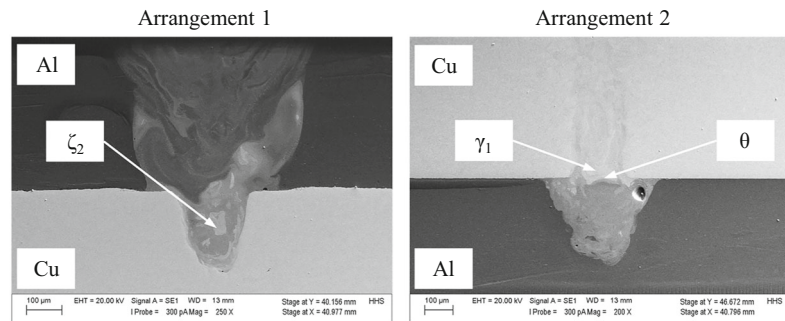 Arrangement 1
Arrangement 2
Al
ζ₂
Cu
100 µm
EHT = 20.00 kV
Signal A = SE1
WD = 13 mm
I Probe = 300 pA
Mag = 250 X
Stage at Y = 40.156 mm
Stage at X = 40.977 mm
HHS
Cu
γ₁
θ
Al
100 µm
EHT = 20.00 kV
Signal A = SE1
WD = 13 mm
I Probe = 300 pA
Mag = 200 X
Stage at Y = 46.672 mm
Stage at X = 40.796 mm
HHS